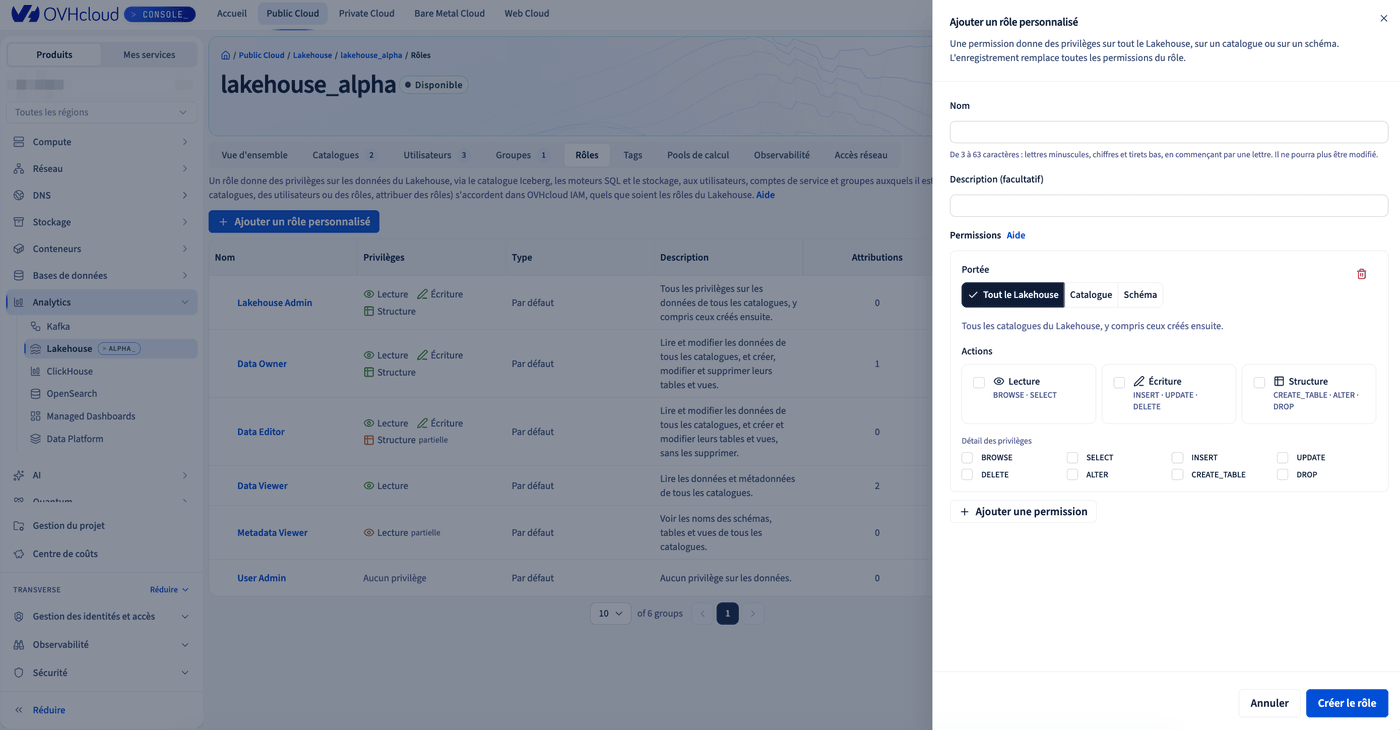 OVHcloud
> CONSOLE_
Accueil
Public Cloud
Private Cloud
Bare Metal Cloud
Web Cloud
Produits
Mes services
Toutes les régions
Compute
Réseau
DNS
Stockage
Conteneurs
Bases de données
Analytics
Kafka
Lakehouse
> ALPHA_
ClickHouse
OpenSearch
Managed Dashboards
Data Platform
AI
Quantum
Gestion du projet
Centre de coûts
TRANSVERSE
Réduire
Gestion des identités et accès
Observabilité
Sécurité
Réduire
/ Public Cloud / Lakehouse / lakehouse_alpha / Rôles
lakehouse_alpha
Disponible
Vue d'ensemble
Catalogues 2
Utilisateurs 3
Groupes 1
Rôles
Tags
Pools de calcul
Observabilité
Accès réseau
Un rôle donne des privilèges sur les données du Lakehouse, via le catalogue Iceberg, les moteurs SQL et le stockage, aux utilisateurs, comptes de service et groupes auxquels il est
catalogues, des utilisateurs ou des rôles, attribuer des rôles) s'accordent dans OVHcloud IAM, quels que soient les rôles du Lakehouse. Aide
+ Ajouter un rôle personnalisé
Nom
Privilèges
Type
Description
Attributions
Lakehouse Admin
Lecture
Écriture
Structure
Par défaut
Tous les privilèges sur les
données de tous les catalogues, y
compris ceux créés ensuite.
0
Data Owner
Lecture
Écriture
Structure
Par défaut
Lire et modifier les données de
tous les catalogues, et créer,
modifier et supprimer leurs
tables et vues.
1
Data Editor
Lecture
Écriture
Structure partielle
Par défaut
Lire et modifier les données de
tous les catalogues, et créer et
modifier leurs tables et vues,
sans les supprimer.
0
Data Viewer
Lecture
Par défaut
Lire les données et métadonnées
de tous les catalogues.
2
Metadata Viewer
Lecture partielle
Par défaut
Voir les noms des schémas,
tables et vues de tous les
catalogues.
0
User Admin
Aucun privilège
Par défaut
Aucun privilège sur les données.
0
10
of 6 groups
1
Ajouter un rôle personnalisé
Une permission donne des privilèges sur tout le Lakehouse, sur un catalogue ou sur un schéma.
L'enregistrement remplace toutes les permissions du rôle.
Nom
De 3 à 63 caractères : lettres minuscules, chiffres et tirets bas, en commençant par une lettre. Il ne pourra plus être modifié.
Description (facultatif)
Permissions Aide
Portée
Tout le Lakehouse
Catalogue
Schéma
Tous les catalogues du Lakehouse, y compris ceux créés ensuite.
Actions
Lecture
BROWSE · SELECT
Écriture
INSERT · UPDATE ·
DELETE
Structure
CREATE_TABLE · ALTER ·
DROP
Détail des privilèges
BROWSE
SELECT
INSERT
UPDATE
DELETE
ALTER
CREATE_TABLE
DROP
+ Ajouter une permission
Annuler
Créer le rôle